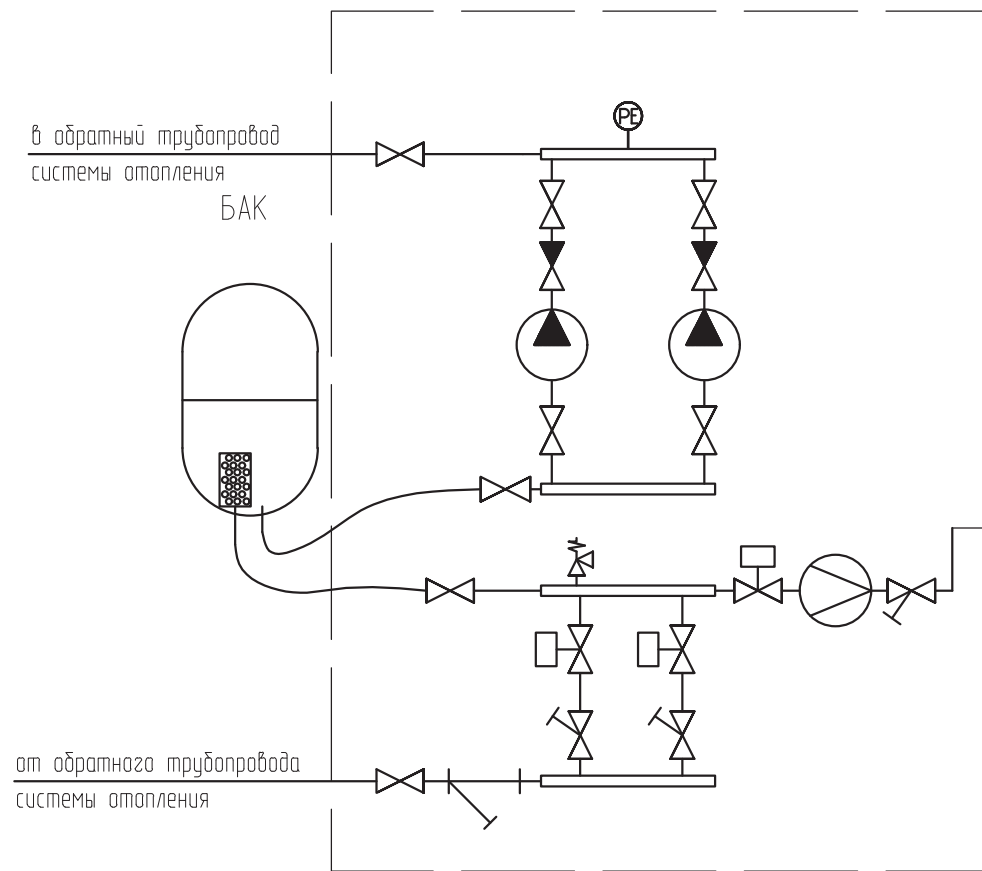 PE
в обратный трубопровод
системы отопления
БАК
от обратного трубопровода
системы отопления